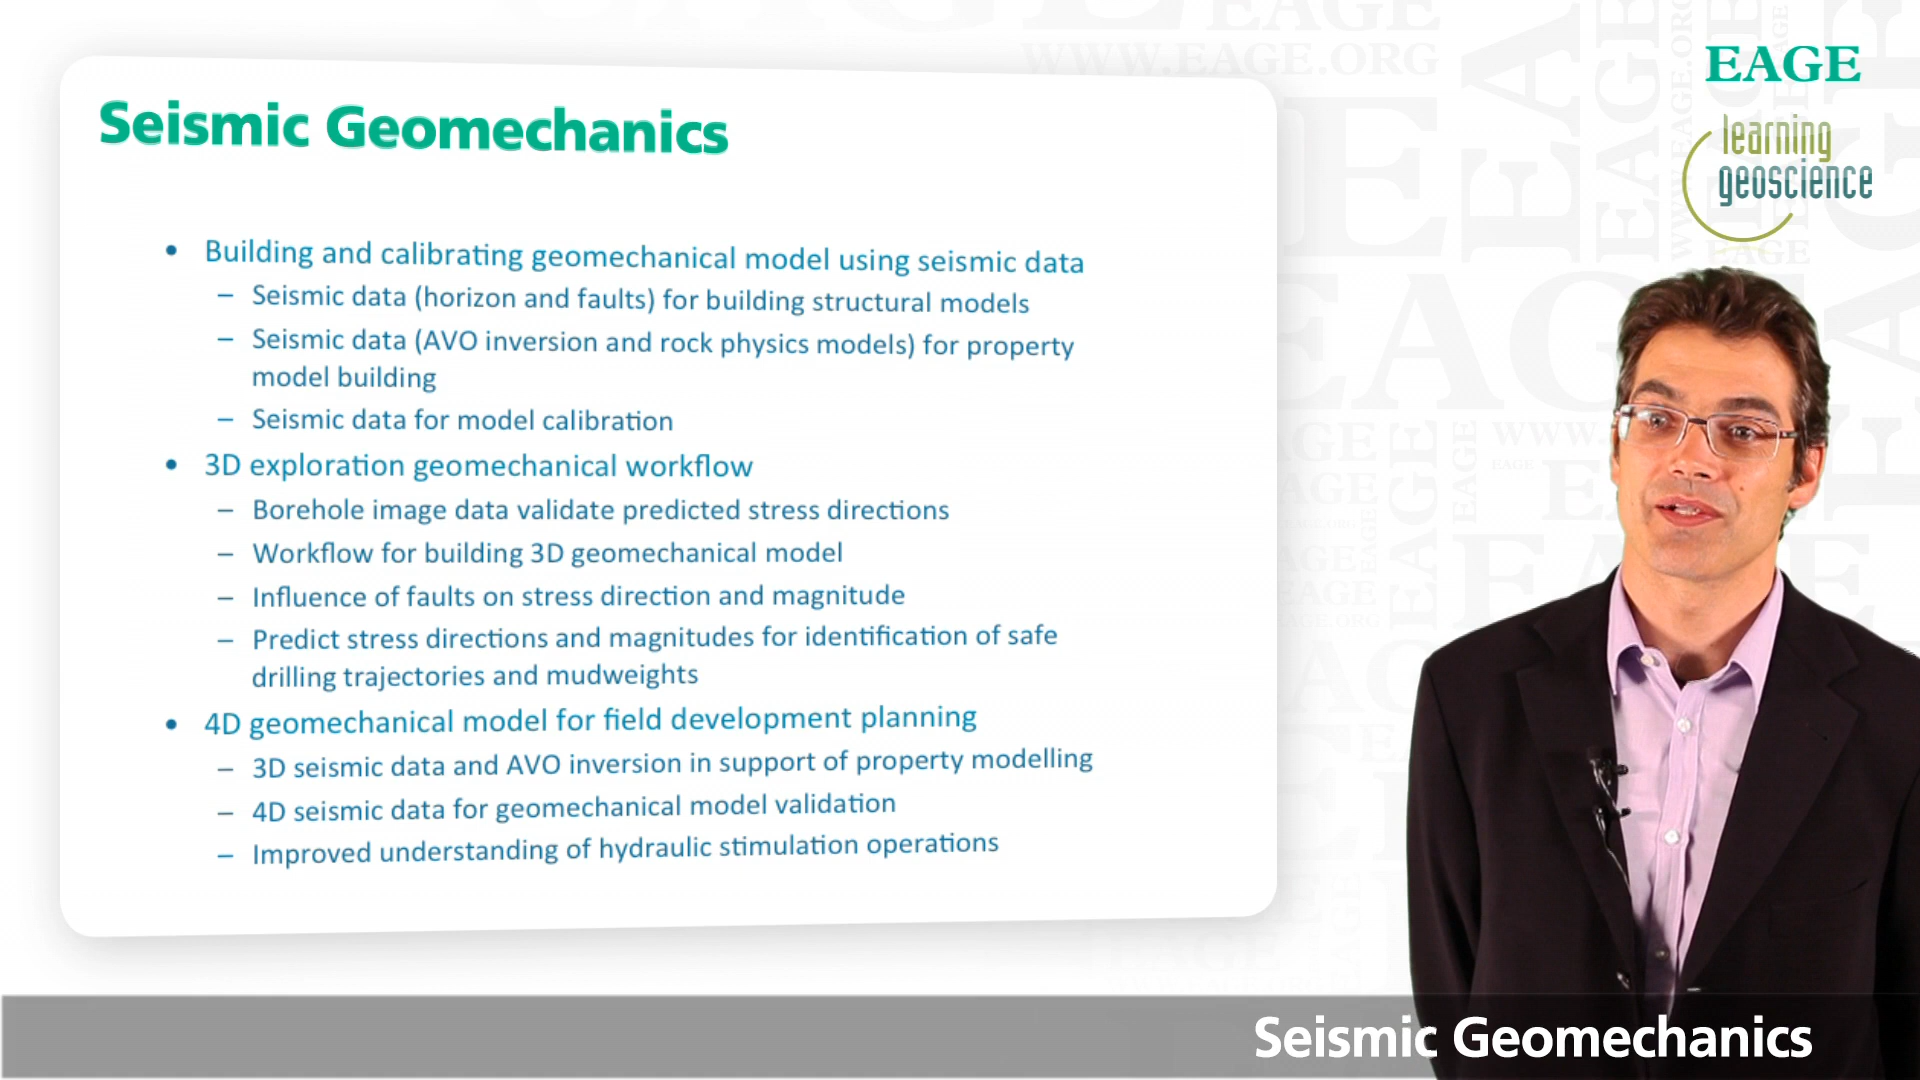 EAGE
WWW.EAGE.ORG
EAGE
learning
geoscience
Seismic Geomechanics
• Building and calibrating geomechanical model using seismic data
– Seismic data (horizon and faults) for building structural models
– Seismic data (AVO inversion and rock physics models) for property
model building
– Seismic data for model calibration
• 3D exploration geomechanical workflow
– Borehole image data validate predicted stress directions
– Workflow for building 3D geomechanical model
– Influence of faults on stress direction and magnitude
– Predict stress directions and magnitudes for identification of safe
drilling trajectories and mudweights
• 4D geomechanical model for field development planning
– 3D seismic data and AVO inversion in support of property modelling
– 4D seismic data for geomechanical model validation
– Improved understanding of hydraulic stimulation operations
Seismic Geomechanics